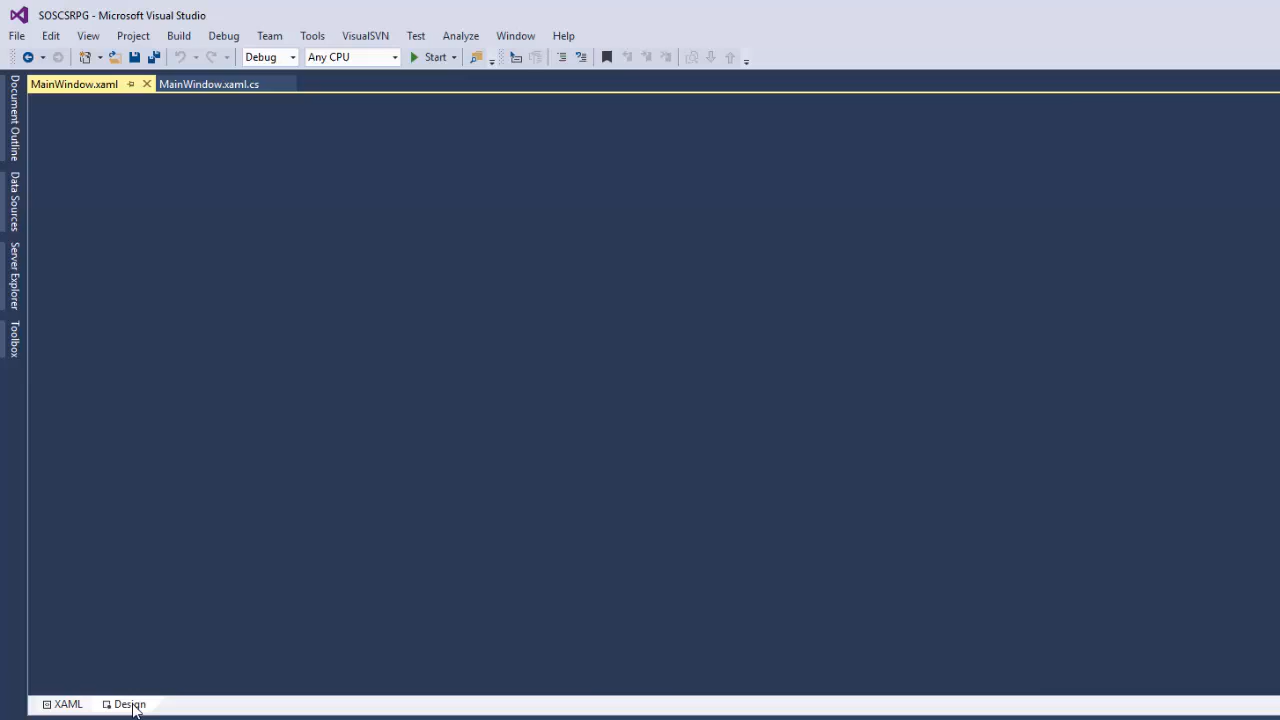 SOSCSRPG - Microsoft Visual Studio
File Edit View Project Build Debug Team Tools VisualSVN Test Analyze Window Help
Debug Any CPU Start
MainWindow.xaml MainWindow.xaml.cs
Document Outline
Data Sources
Server Explorer
Toolbox
XAML Design